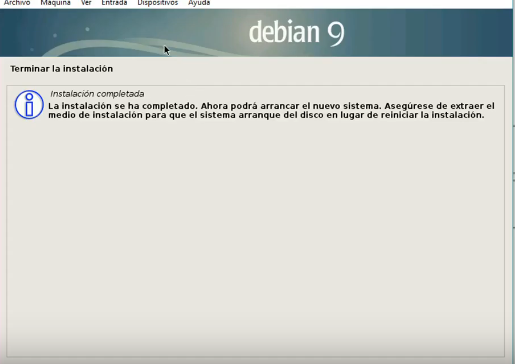 Archivo Máquina Ver Entrada Dispositivos Ayuda
debian 9
Terminar la instalación
Instalación completada
La instalación se ha completado. Ahora podrá arrancar el nuevo sistema. Asegúrese de extraer el
medio de instalación para que el sistema arranque del disco en lugar de reiniciar la instalación.